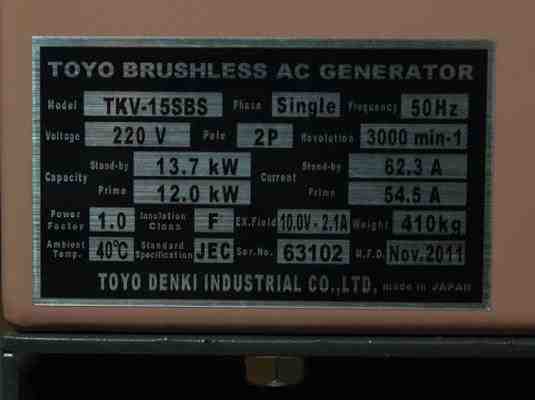 TOYO BRUSHLESS AC GENERATOR
Model TKV-15SBS Phase Single Frequency 50Hz
Voltage 220 V Pole 2P Revolution 3000 min-1
Capacity Stand-by 13.7 kW Current Stand-by 62.3 A
Prime 12.0 kW Prime 54.5 A
Power Factor 1.0 Insulation Class F EX.Field 10.0V-2.1A Weight 410kg
Ambient Temp. 40℃ Standard Specification JEC Ser.No. 63102 M.F.D. Nov.2011
TOYO DENKI INDUSTRIAL CO.,LTD. made in JAPAN